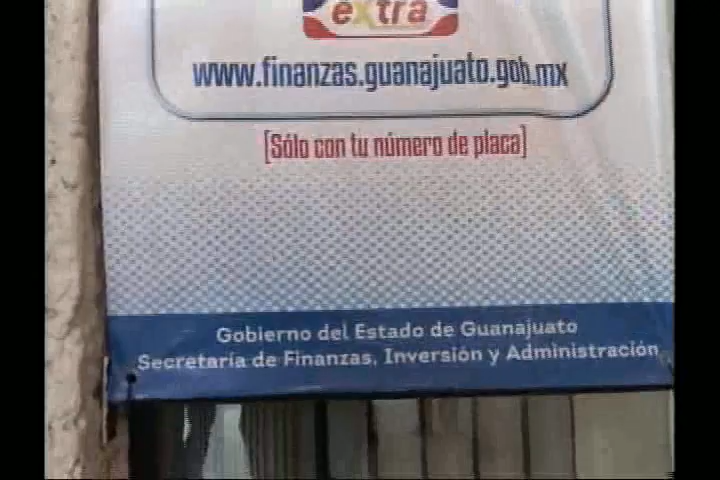 extra
www.finanzas.guanajuato.gob.mx
[Sólo con tu número de placa]
Gobierno del Estado de Guanajuato
Secretaría de Finanzas, Inversión y Administración